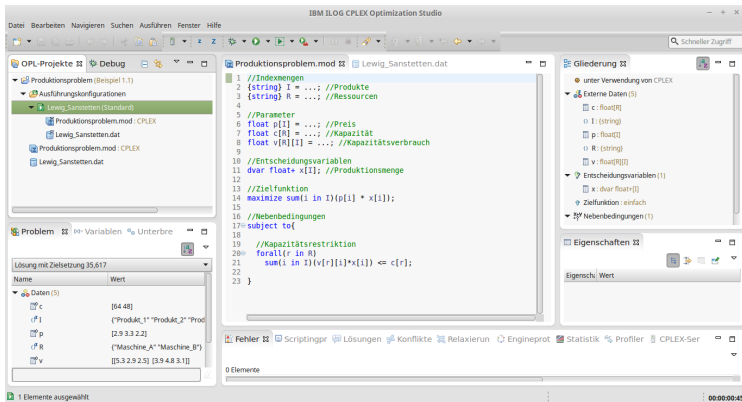 IBM ILOG CPLEX Optimization Studio
Datei Bearbeiten Navigieren Suchen Ausführen Fenster Hilfe
Schneller Zugriff
OPL-Projekte Debug
Produktionsproblem (Beispiel 1.1)
Ausführungskonfigurationen
Lewig_Sanstetten (Standard)
Produktionsproblem.mod : CPLEX
Lewig_Sanstetten.dat
Produktionsproblem.mod : CPLEX
Lewig_Sanstetten.dat
Problem Variablen Unterbre
Lösung mit Zielsetzung 35,617
Name Wert
Daten (5)
c [64 48]
I {"Produkt_1" "Produkt_2" "Prod
p [2.9 3.3 2.2]
R {"Maschine_A" "Maschine_B"}
v [[5.3 2.9 2.5] [3.9 4.8 3.1]]
Produktionsproblem.mod Lewig_Sanstetten.dat
1 //Indexmengen
2 {string} I = ...; //Produkte
3 {string} R = ...; //Ressourcen
4
5 //Parameter
6 float p[I] = ...; //Preis
7 float c[R] = ...; //Kapazität
8 float v[R][I] = ...; //Kapazitätsverbrauch
9
10 //Entscheidungsvariablen
11 dvar float+ x[I]; //Produktionsmenge
12
13 //Zielfunktion
14 maximize sum(i in I)(p[i] * x[i]);
15
16 //Nebenbedingungen
17 subject to{
18
19 //Kapazitätsrestriktion
20 forall(r in R)
21 sum(i in I)(v[r][i]*x[i]) <= c[r];
22
23 }
Fehler Scriptingpr Lösungen Konflikte Relaxierun Engineprot Statistik Profiler CPLEX-Ser
0 Elemente
Gliederung
unter Verwendung von CPLEX
Externe Daten (5)
c : float[R]
I : {string}
p : float[I]
R : {string}
v : float[R][I]
Entscheidungsvariablen (1)
x : dvar float+[I]
Zielfunktion : einfach
Nebenbedingungen (1)
Eigenschaften
Eigensch Wert
1 Elemente ausgewählt
00:00:00:45